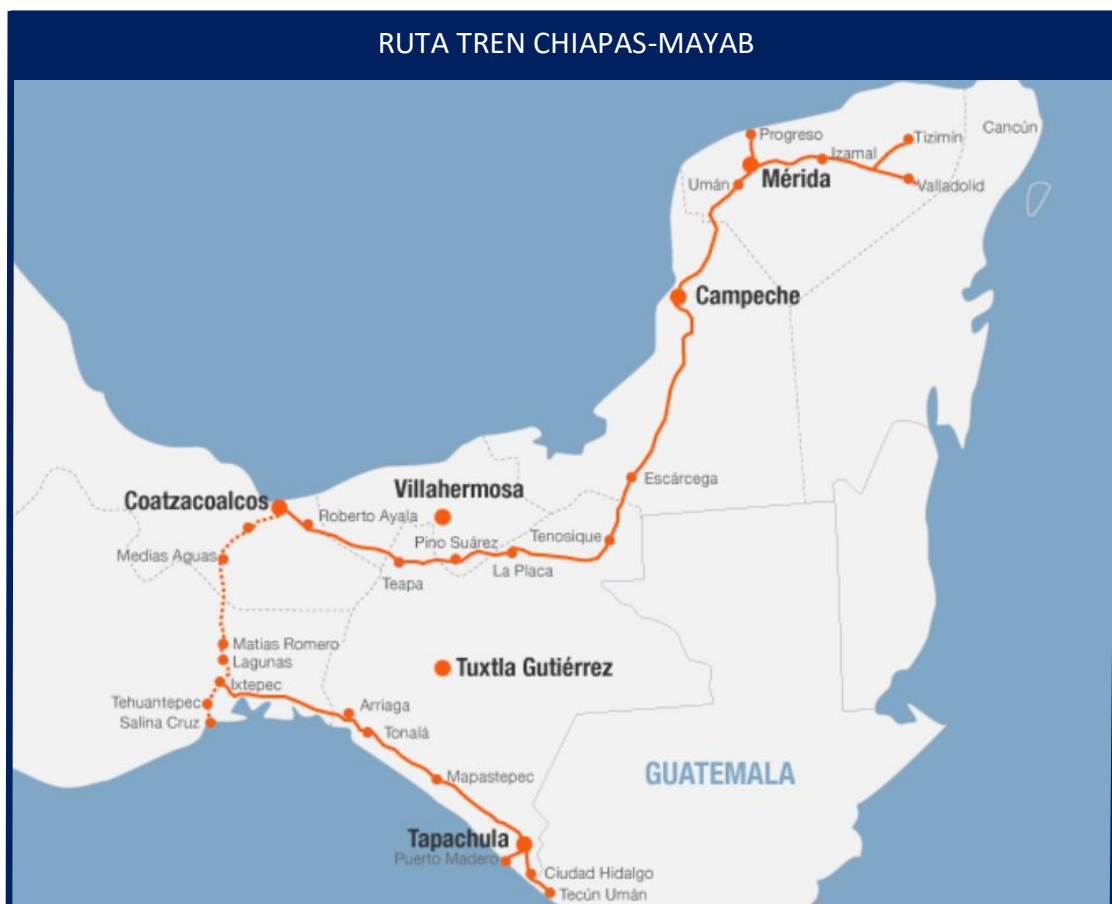 RUTA TREN CHIAPAS-MAYAB
Progreso
Tizimín
Cancún
Izamal
Mérida
Umán
Valladolid
Campeche
Escárcega
Coatzacoalcos
Villahermosa
Roberto Ayala
Pino Suárez
Tenosique
Medias Aguas
La Placa
Teapa
Matias Romero
Lagunas
Tuxtla Gutiérrez
Ixtepec
Tehuantepec
Arriaga
Salina Cruz
Tonalá
Mapastepec
GUATEMALA
Tapachula
Puerto Madero
Ciudad Hidalgo
Tecún Umán